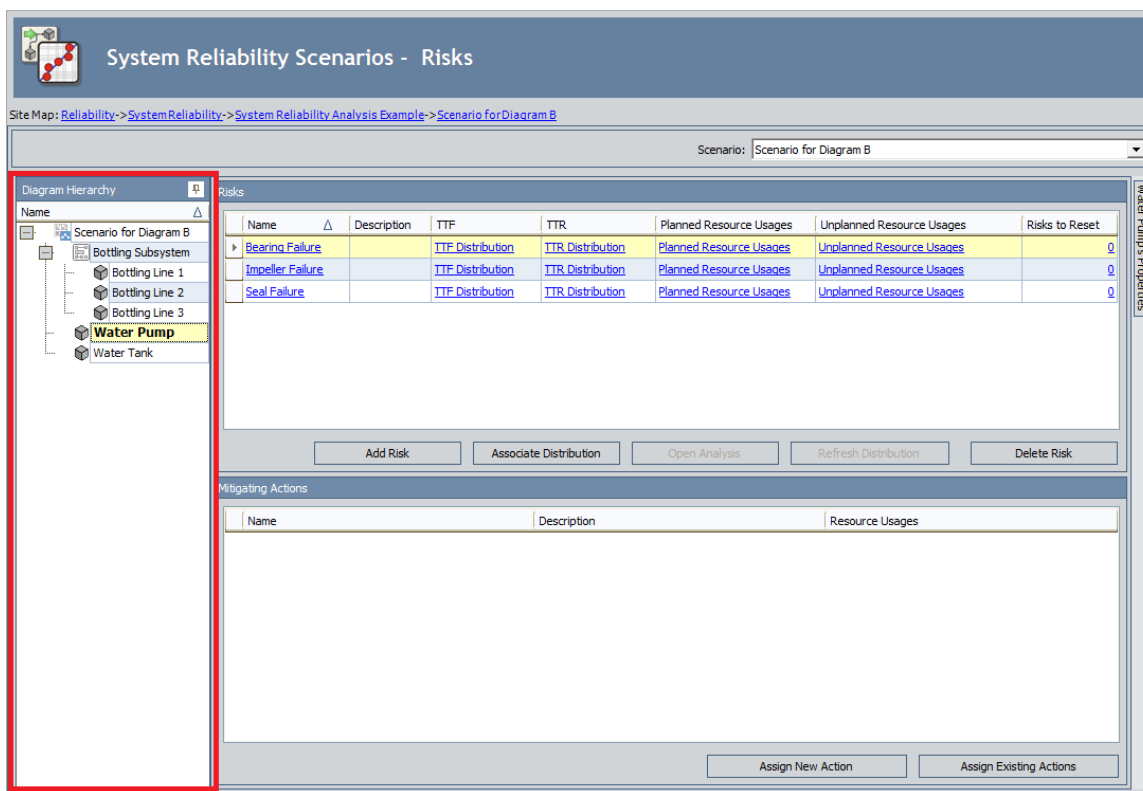 System Reliability Scenarios -  Risks
Site Map: Reliability->SystemReliability->System Reliability Analysis Example->Scenario for Diagram B
Scenario: Scenario for Diagram B
Diagram Hierarchy
Name
Scenario for Diagram B
Bottling Subsystem
Bottling Line 1
Bottling Line 2
Bottling Line 3
Water Pump
Water Tank
Risks
Name Description TTF TTR Planned Resource Usages Unplanned Resource Usages Risks to Reset
Bearing Failure TTF Distribution TTR Distribution Planned Resource Usages Unplanned Resource Usages 0
Impeller Failure TTF Distribution TTR Distribution Planned Resource Usages Unplanned Resource Usages 0
Seal Failure TTF Distribution TTR Distribution Planned Resource Usages Unplanned Resource Usages 0
Add Risk Associate Distribution Open Analysis Refresh Distribution Delete Risk
Mitigating Actions
Name Description Resource Usages
Assign New Action Assign Existing Actions
Water Pump's Properties